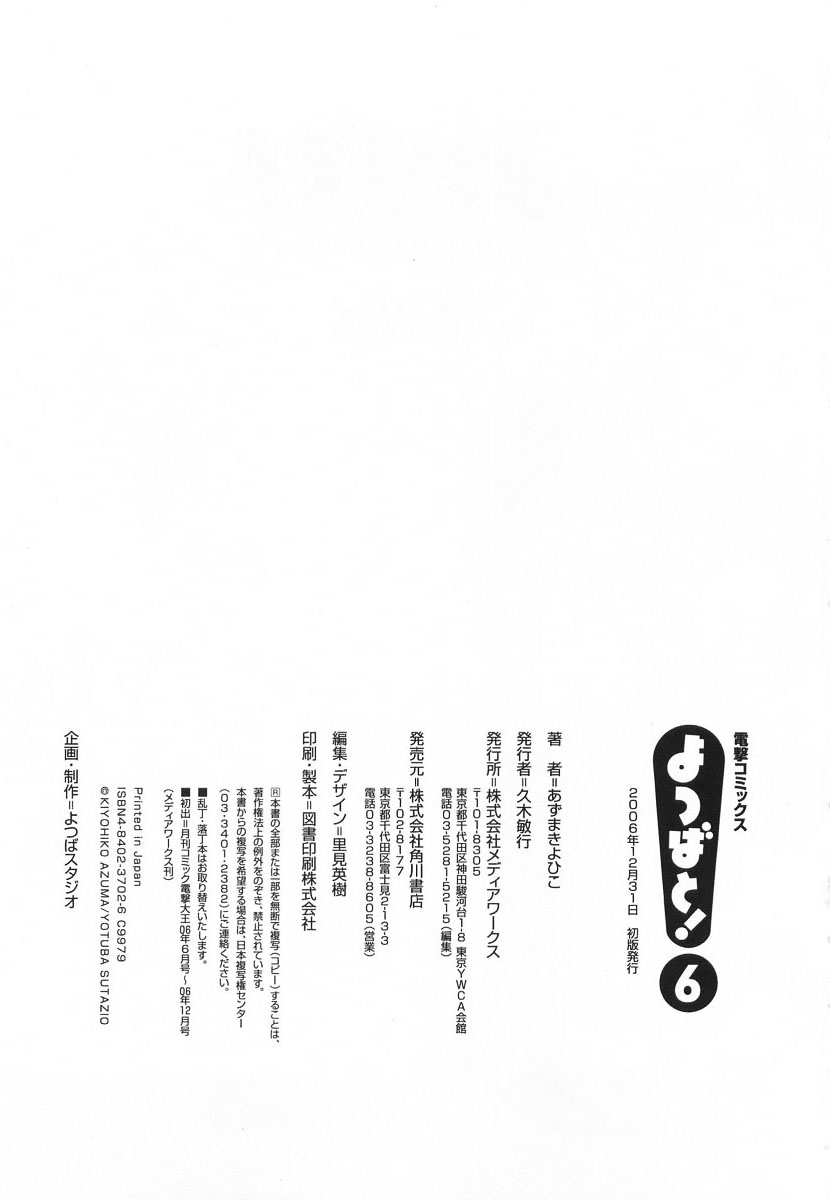 電撃コミックス
よつばと! 6
2006年12月31日 初版発行
著 者=あずまきよひこ
発行者=久木敏行
発行所=株式会社メディアワークス
〒101-8305
東京都千代田区神田駿河台1-8 東京YWCA会館
電話03-5281-5215(編集)
発売元=株式会社角川書店
〒102-8177
東京都千代田区富士見2-13-3
電話03-3238-8605(営業)
編集・デザイン=里見英樹
印刷・製本=図書印刷株式会社
Ⓡ本書の全部または一部を無断で複写(コピー)することは、
著作権法上の例外をのぞき、禁止されています。
本書からの複写を希望する場合は、日本複写権センター
(03-3401-2382)にご連絡ください。
■乱丁・落丁本はお取り替えいたします。
■初出=月刊コミック電撃大王06年6月号〜06年12月号
(メディアワークス刊)
Printed in Japan
ISBN4-8402-3702-6 C9979
©KIYOHIKO AZUMA/YOTUBA SUTAZIO
企画・制作=よつばスタジオ